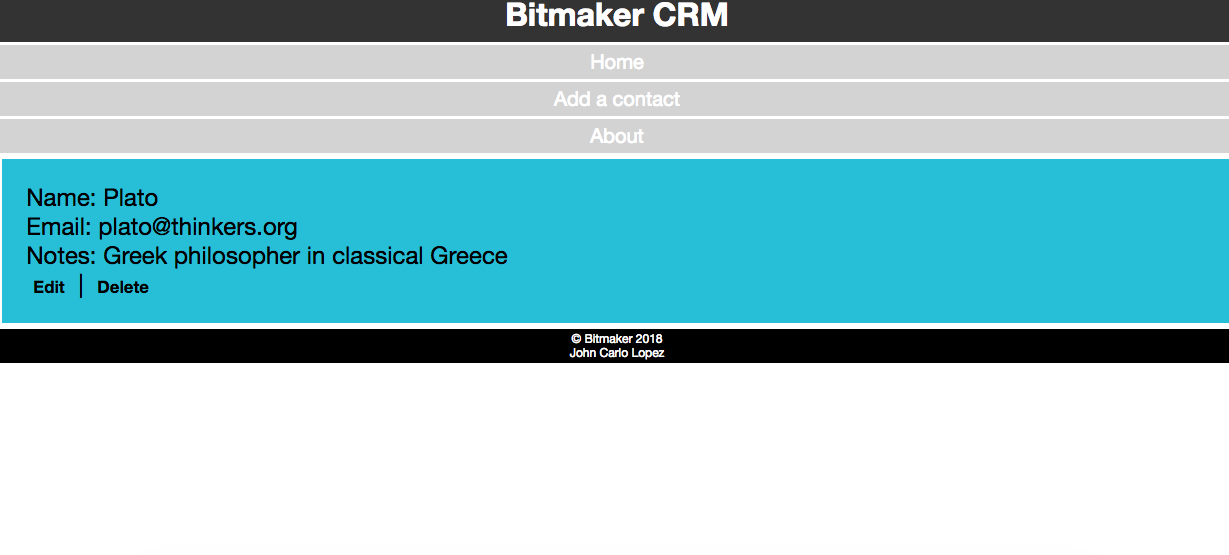 Bitmaker CRM
Home
Add a contact
About
Name: Plato
Email: plato@thinkers.org
Notes: Greek philosopher in classical Greece
Edit | Delete
© Bitmaker 2018
John Carlo Lopez